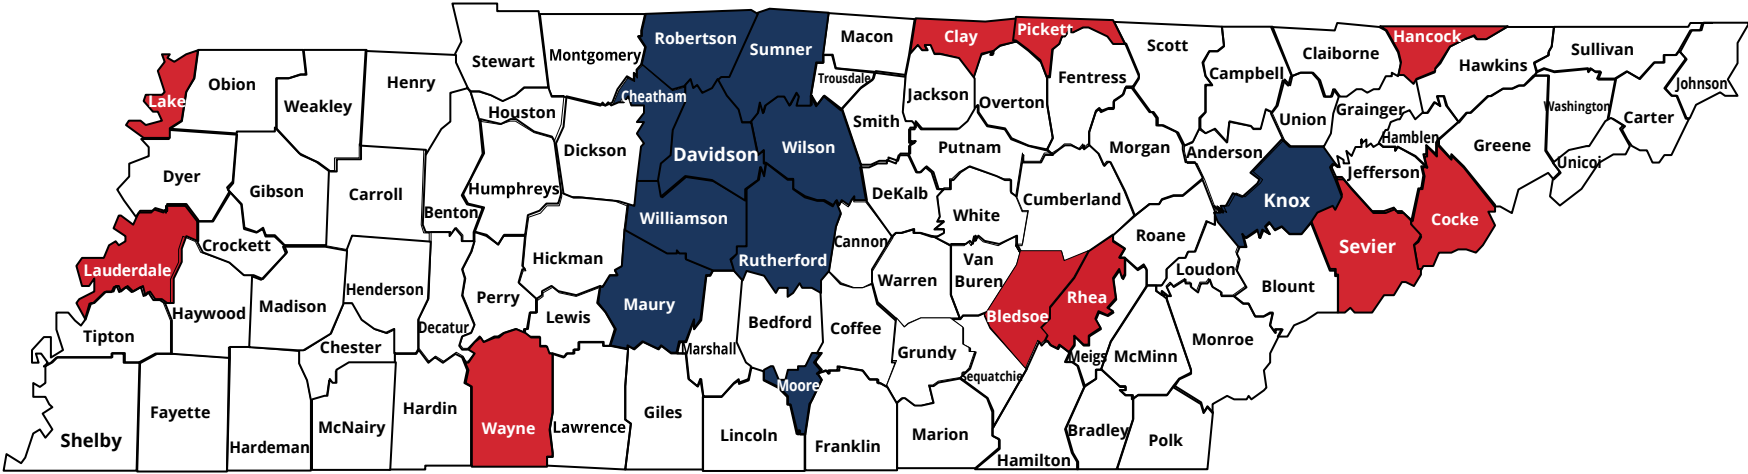 Stewart
Montgomery
Robertson
Sumner
Macon
Clay
Pickett
Scott
Campbell
Claiborne
Hancock
Hawkins
Sullivan
Johnson
Lake
Obion
Weakley
Henry
Houston
Cheatham
Trousdale
Jackson
Overton
Fentress
Union
Grainger
Hamblen
Washington
Carter
Unicoi
Greene
Dyer
Gibson
Carroll
Benton
Humphreys
Dickson
Davidson
Wilson
Smith
Putnam
DeKalb
White
Cumberland
Morgan
Anderson
Knox
Jefferson
Cocke
Sevier
Lauderdale
Crockett
Haywood
Madison
Henderson
Decatur
Perry
Hickman
Lewis
Williamson
Maury
Rutherford
Cannon
Warren
Van
Buren
Bledsoe
Rhea
Roane
Loudon
Blount
Tipton
Chester
Marshall
Bedford
Coffee
Grundy
Sequatchie
Meigs
McMinn
Monroe
Shelby
Fayette
Hardeman
McNairy
Hardin
Wayne
Lawrence
Giles
Lincoln
Moore
Franklin
Marion
Hamilton
Bradley
Polk